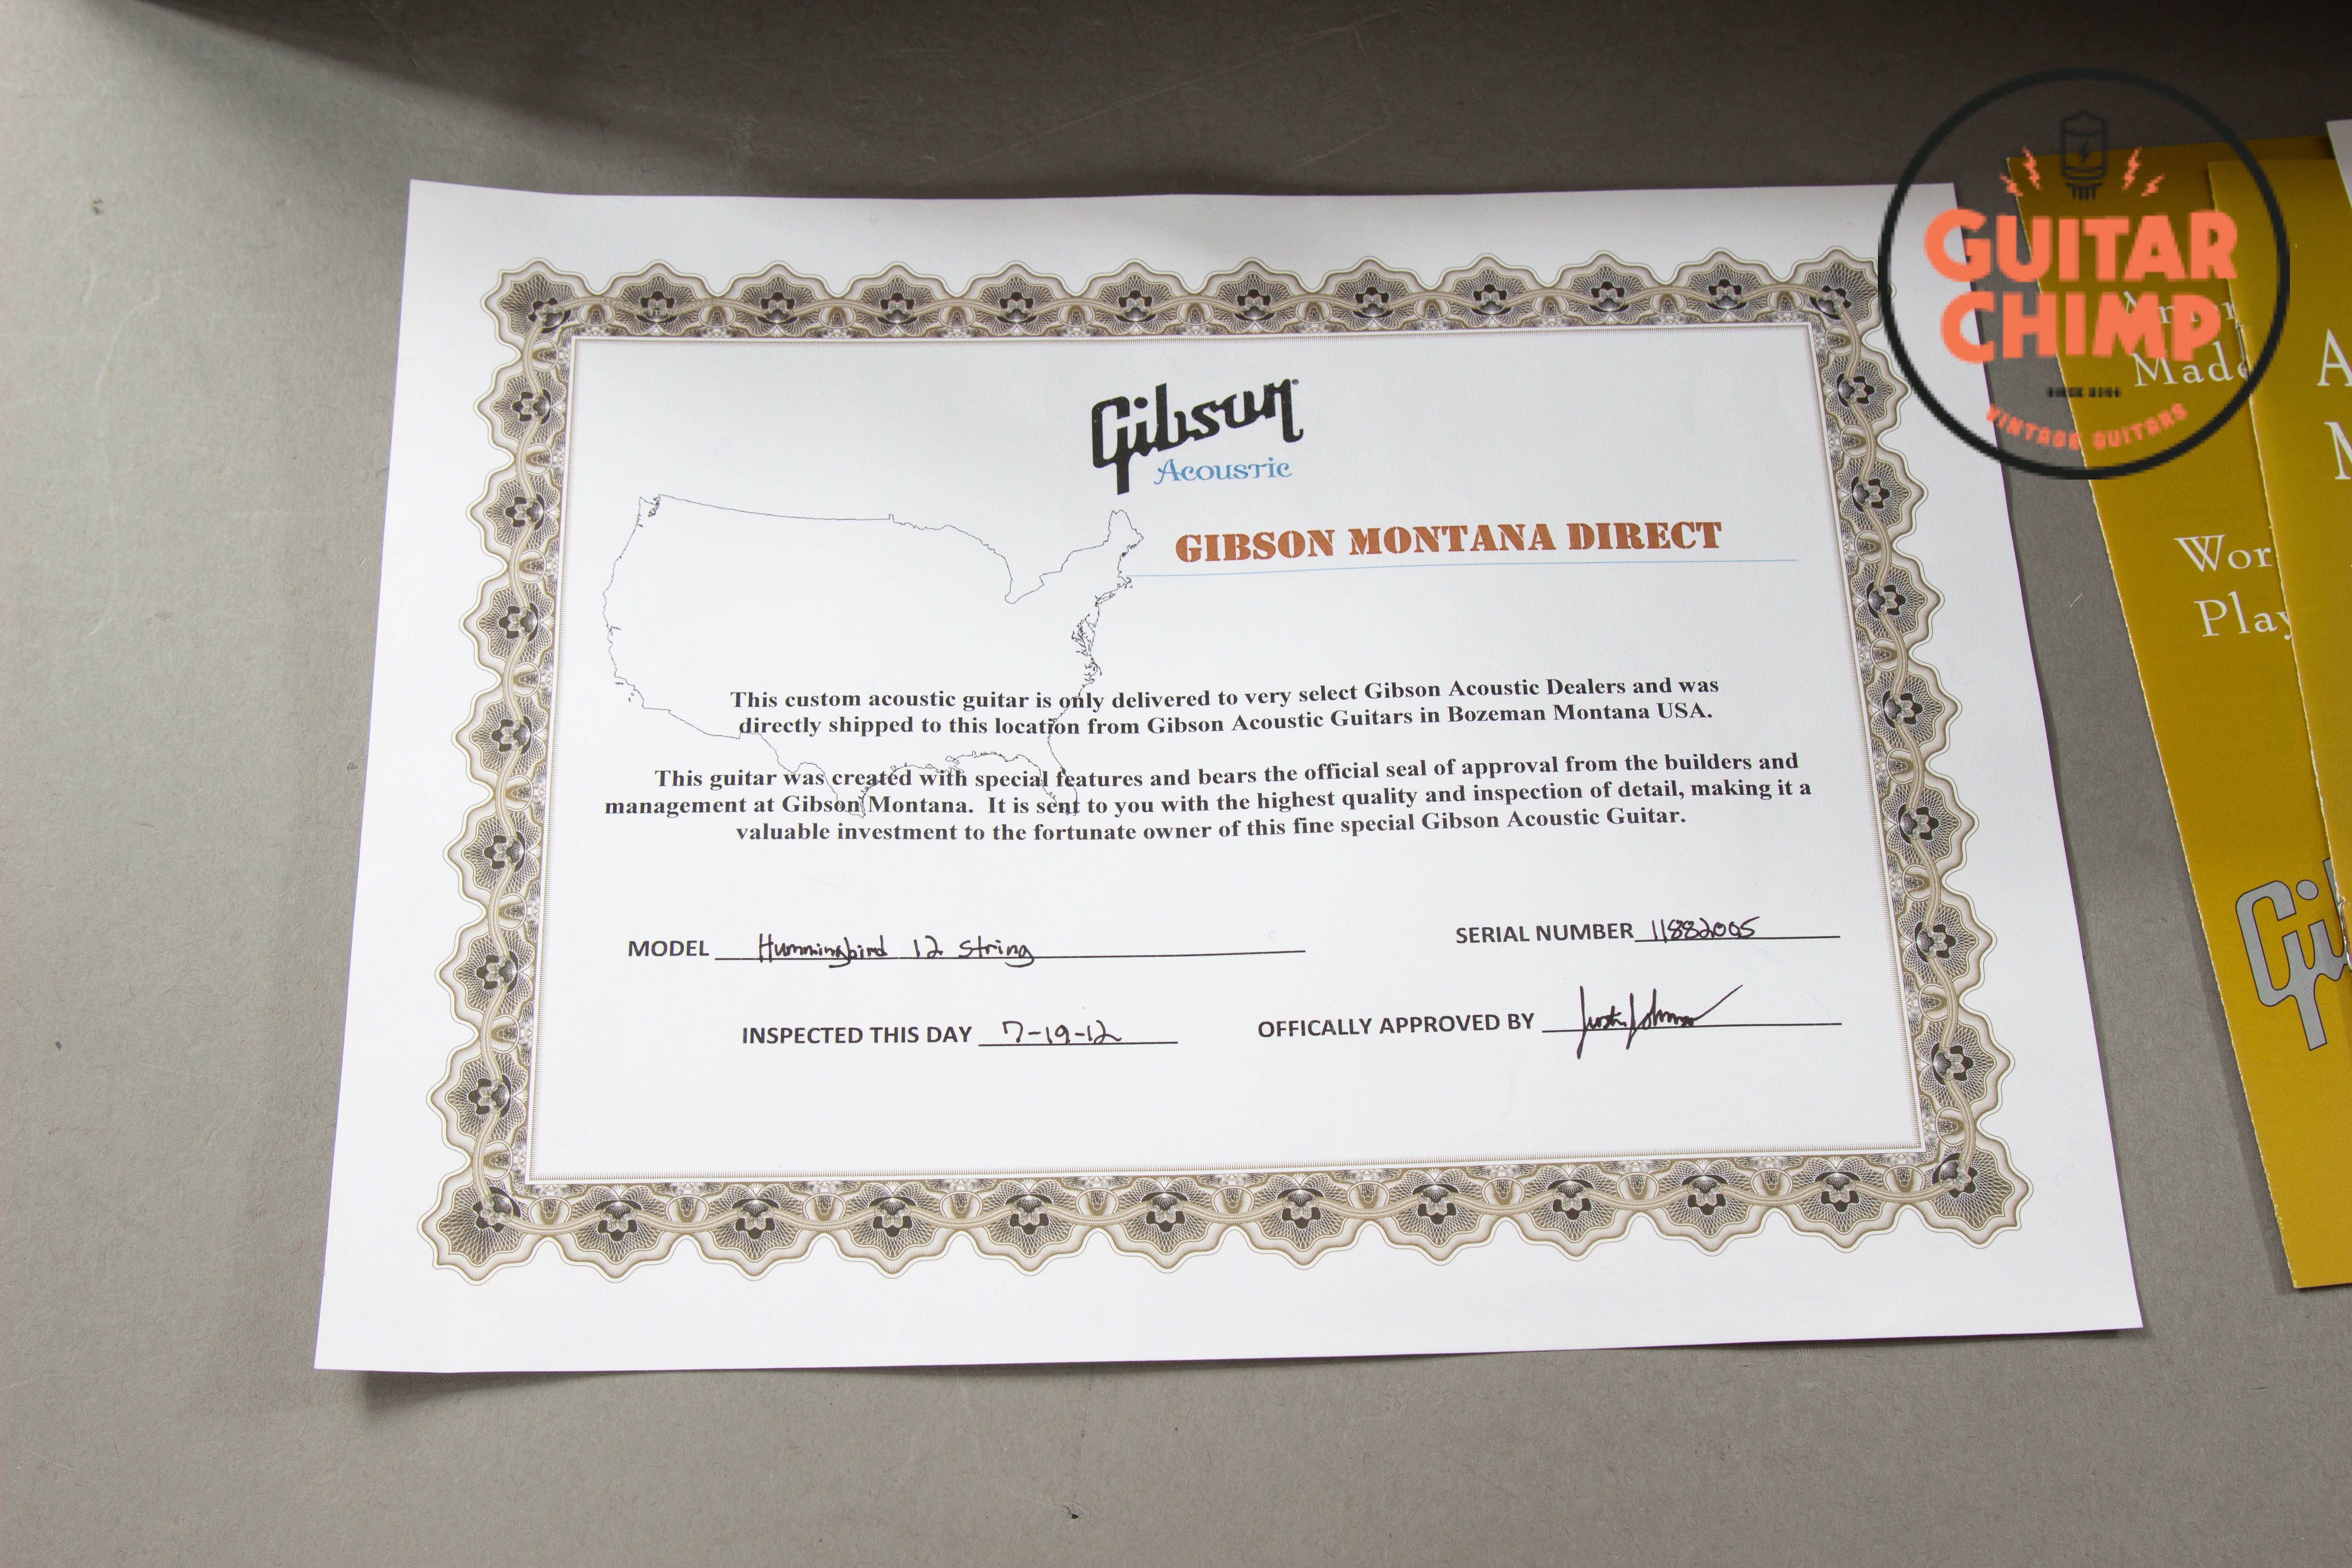 Gibson
Acoustic
GIBSON MONTANA DIRECT
This custom acoustic guitar is only delivered to very select Gibson Acoustic Dealers and was
directly shipped to this location from Gibson Acoustic Guitars in Bozeman Montana USA.
This guitar was created with special features and bears the official seal of approval from the builders and
management at Gibson Montana. It is sent to you with the highest quality and inspection of detail, making it a
valuable investment to the fortunate owner of this fine special Gibson Acoustic Guitar.
MODEL Hummingbird 12 String
SERIAL NUMBER 11882005
INSPECTED THIS DAY 7-19-12
OFFICALLY APPROVED BY
GUITAR
CHIMP
VINTAGE GUITARS
Made